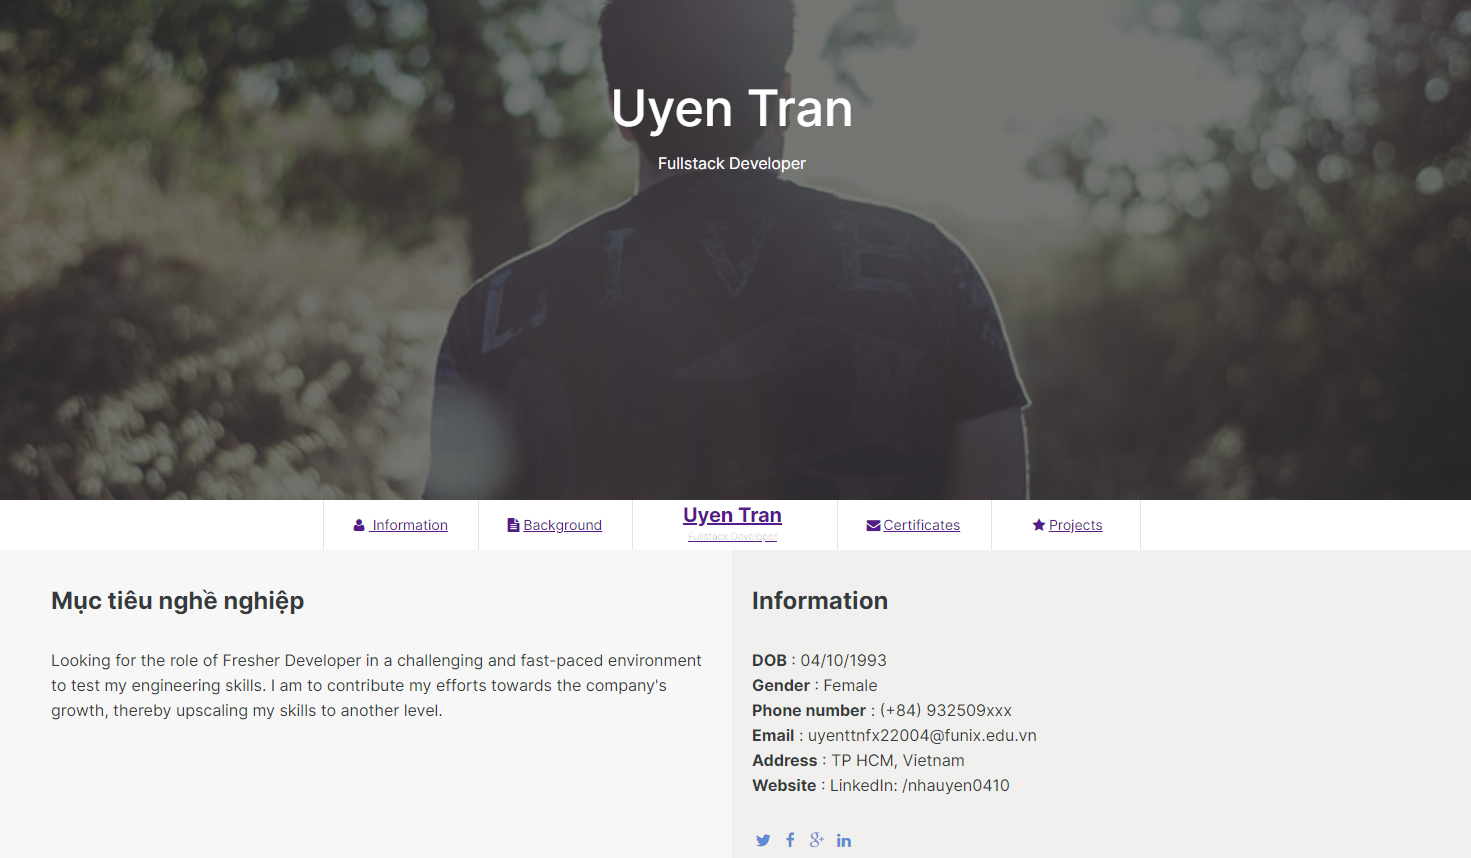 Uyen Tran
Fullstack Developer
LIVE
Information
Background
Uyen Tran
Fullstack Developer
Certificates
Projects
Mục tiêu nghề nghiệp
Looking for the role of Fresher Developer in a challenging and fast-paced environment
to test my engineering skills. I am to contribute my efforts towards the company's
growth, thereby upscaling my skills to another level.
Information
DOB : 04/10/1993
Gender : Female
Phone number : (+84) 932509xxx
Email : uyenttnfx22004@funix.edu.vn
Address : TP HCM, Vietnam
Website : LinkedIn: /nhauyen0410